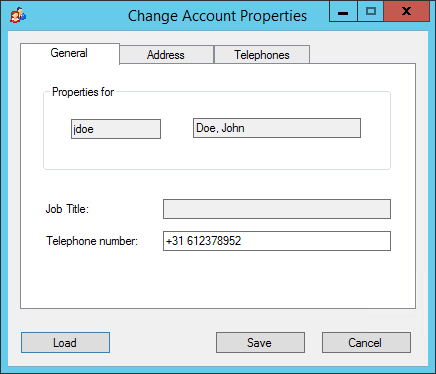 Change Account Properties
General Address Telephones
Properties for
jdoe Doe, John
Job Title:
Telephone number: +31 612378952
Load Save Cancel